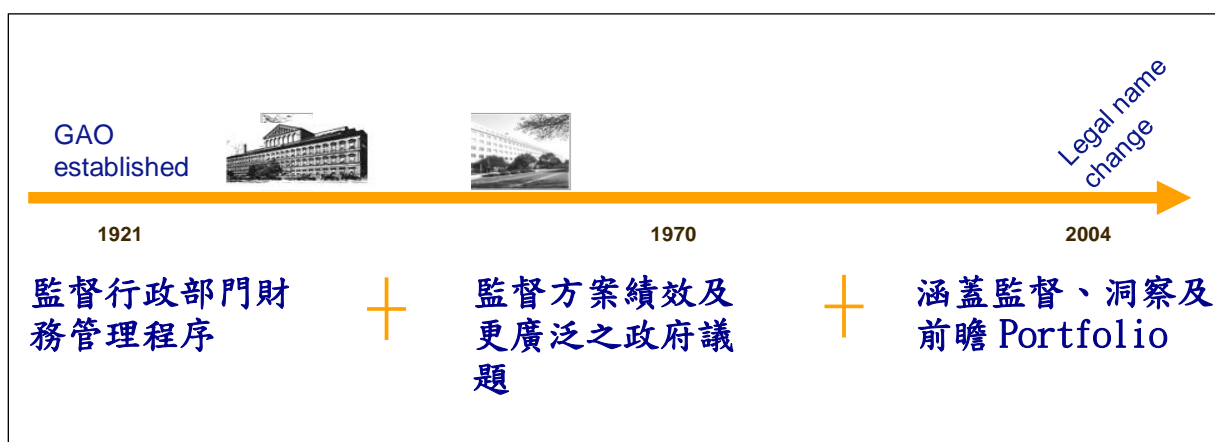 GAO
established
Legal name
change
1921
1970
2004
監督行政部門財
務管理程序
+
監督方案績效及
更廣泛之政府議
題
+
涵蓋監督、洞察及
前瞻 Portfolio